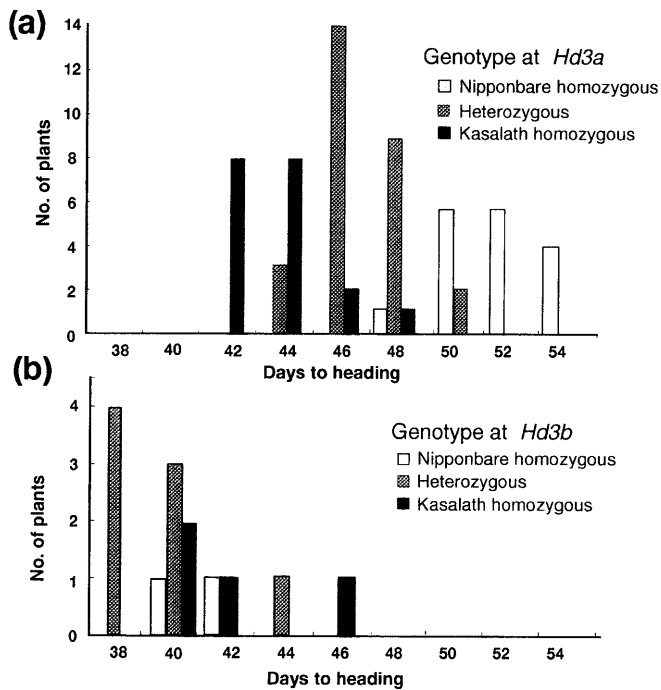 (a)
14
12
10
8
6
4
2
0
No. of plants
Genotype at Hd3a
Nipponbare homozygous
Heterozygous
Kasalath homozygous
38 40 42 44 46 48 50 52 54
Days to heading
(b)
4
3
2
1
0
No. of plants
Genotype at Hd3b
Nipponbare homozygous
Heterozygous
Kasalath homozygous
38 40 42 44 46 48 50 52 54
Days to heading